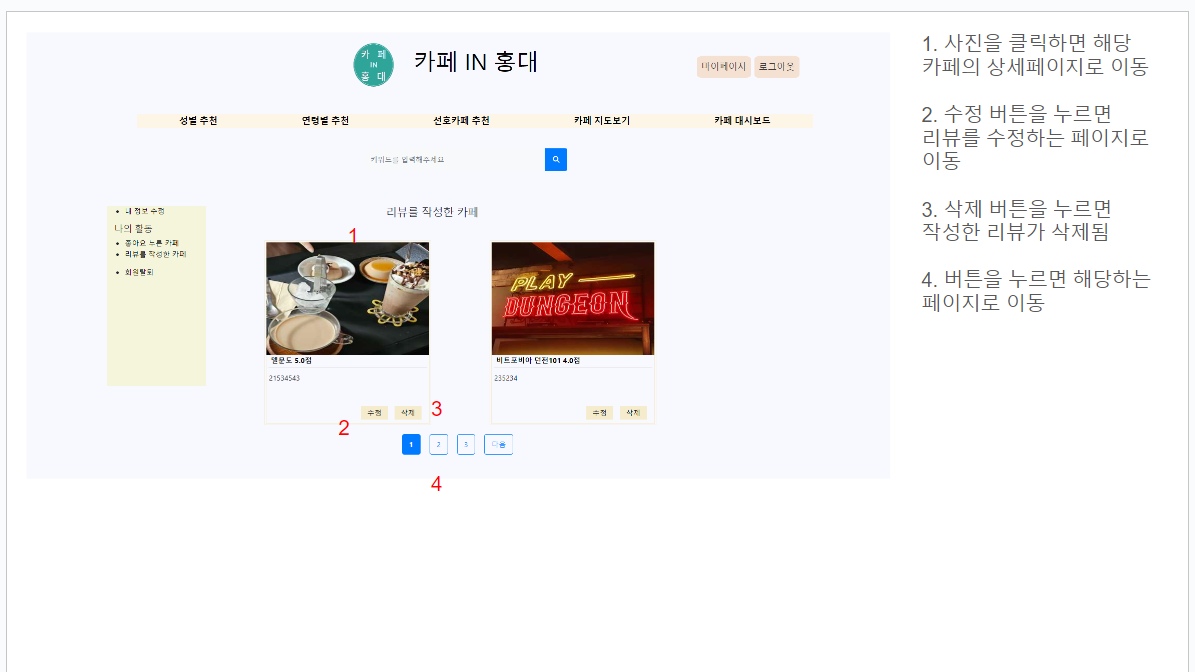 카 페
IN
홍 대
카페 IN 홍대
마이페이지 로그아웃
성별 추천 연령별 추천 선호카페 추천 카페 지도보기 카페 대시보드
키워드를 입력해주세요
내 정보 수정
나의 활동
좋아요 누른 카페
리뷰를 작성한 카페
회원탈퇴
리뷰를 작성한 카페
1
5.0점
21534543
수정 삭제
2
3
PLAY
DUNGEON
비트포비아 던전101 4.0점
235234
수정 삭제
1 2 3 다음
4
1. 사진을 클릭하면 해당
카페의 상세페이지로 이동
2. 수정 버튼을 누르면
리뷰를 수정하는 페이지로
이동
3. 삭제 버튼을 누르면
작성한 리뷰가 삭제됨
4. 버튼을 누르면 해당하는
페이지로 이동